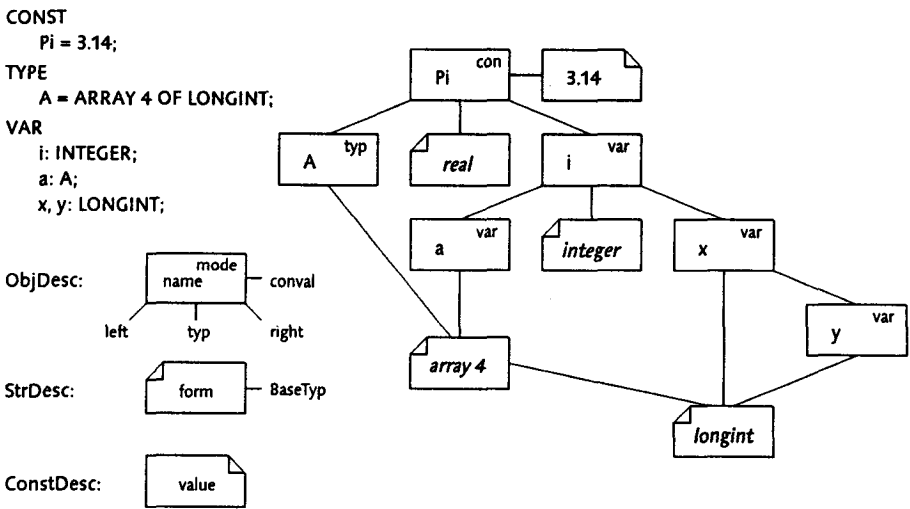 CONST
Pi = 3.14;
TYPE
A = ARRAY 4 OF LONGINT;
VAR
i: INTEGER;
a: A;
x, y: LONGINT;
Pi con
3.14
A typ
real
i var
a var
integer
x var
y var
array 4
longint
ObjDesc:
mode
name
conval
left typ right
StrDesc:
form
BaseTyp
ConstDesc:
value